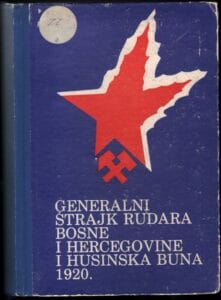 GENERALNI
ŠTRAJK RUDARA
BOSNE
I HERCEGOVINE
I HUSINSKA BUNA
1920.